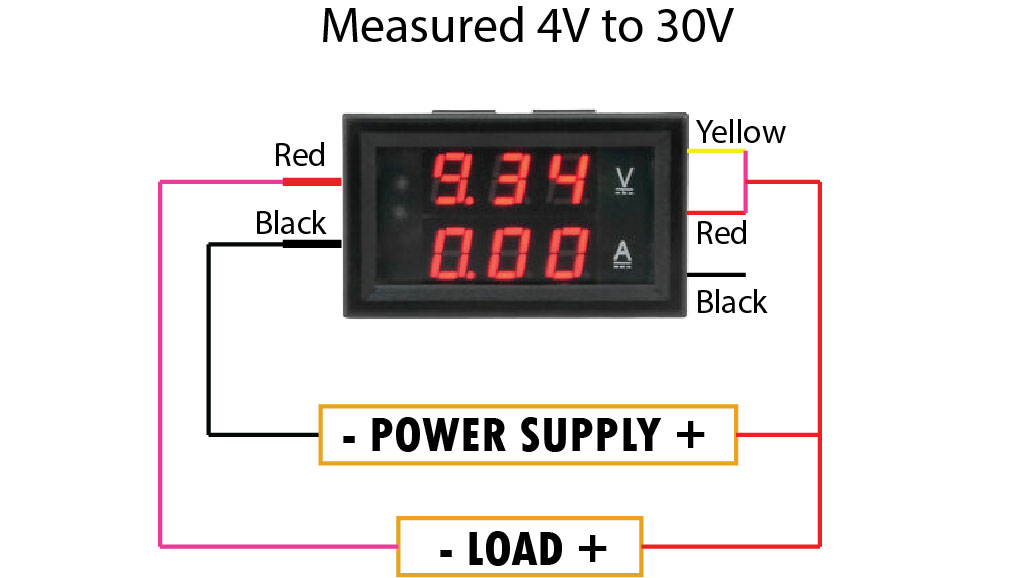 Measured 4V to 30V
Red
Yellow
9.34 V
Black
Red
0.00 A
Black
- POWER SUPPLY +
- LOAD +